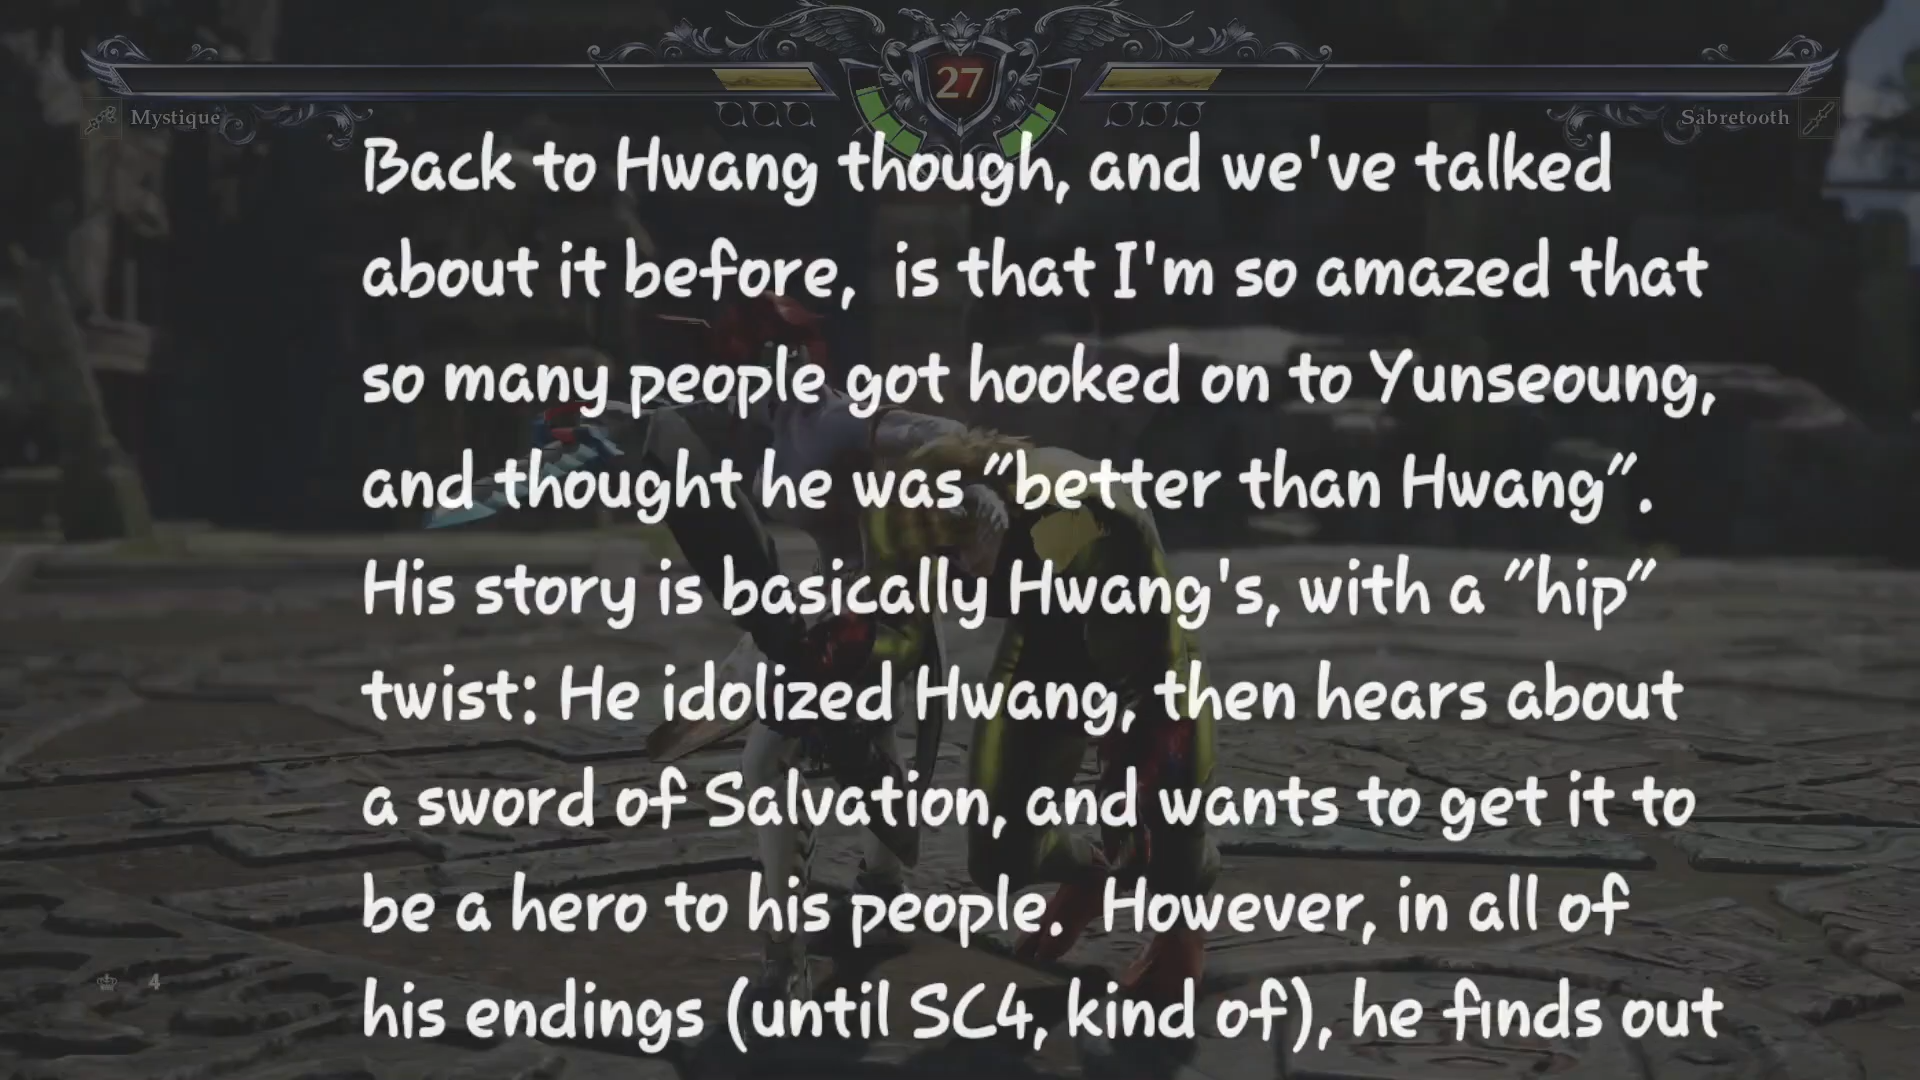 27
Mystique
Sabretooth
Back to Hwang though, and we've talked
about it before,  is that I'm so amazed that
so many people got hooked on to Yunseoung,
and thought he was "better than Hwang".
His story is basically Hwang's, with a "hip"
twist: He idolized Hwang, then hears about
a sword of Salvation, and wants to get it to
be a hero to his people.  However, in all of
his endings (until SC4, kind of), he finds out
4